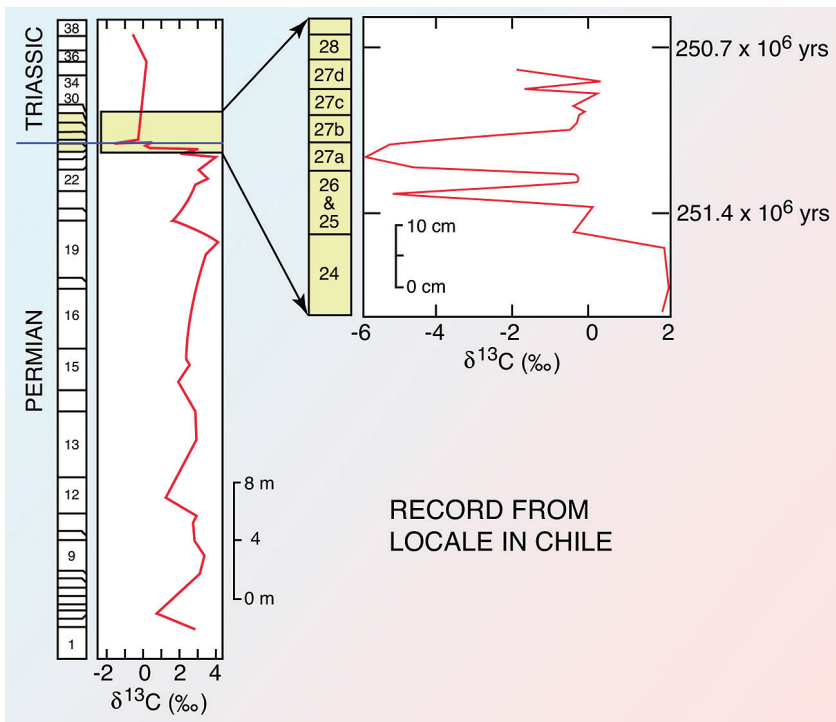 TRIASSIC
PERMIAN
38
36
34
30
22
19
16
15
13
12
9
1
-2 0 2 4
δ13C (‰)
8 m
4
0 m
28
27d
27c
27b
27a
26
&
25
24
10 cm
0 cm
250.7 x 10⁶ yrs
251.4 x 10⁶ yrs
-6 -4 -2 0 2
δ13C (‰)
RECORD FROM
LOCALE IN CHILE